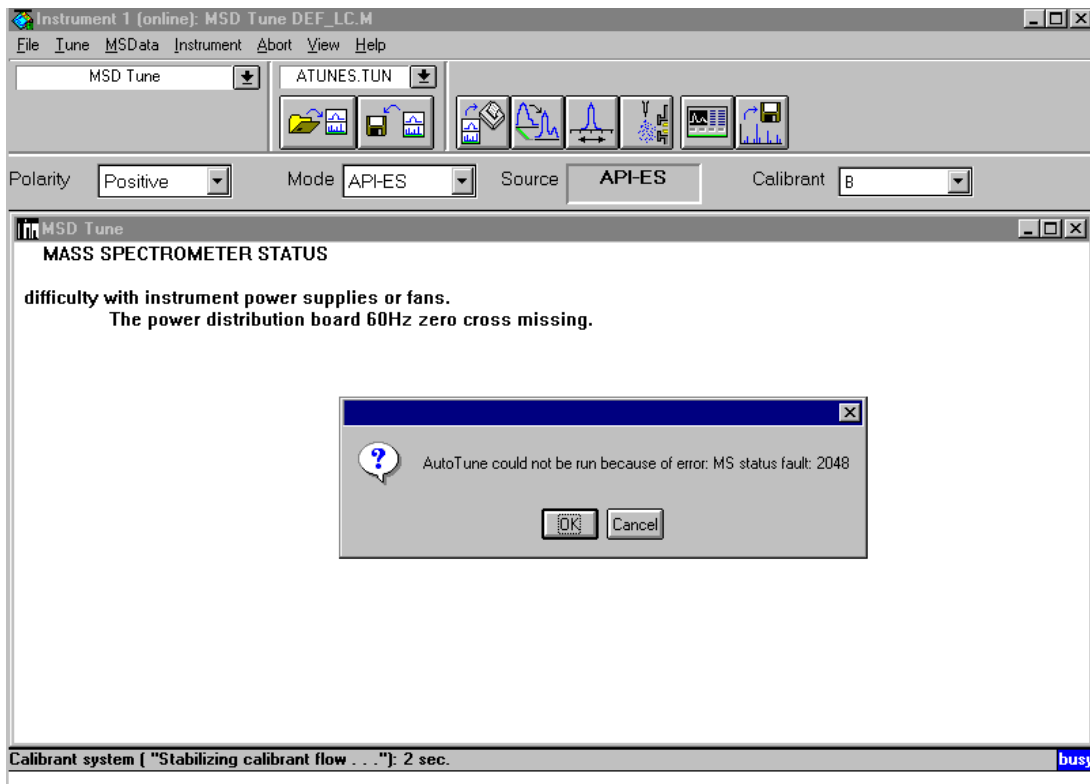 Instrument 1 (online): MSD Tune DEF_LC.M
File Tune MSData Instrument Abort View Help
MSD Tune ATUNES.TUN
Polarity Positive Mode API-ES Source API-ES Calibrant B
MSD Tune
MASS SPECTROMETER STATUS
difficulty with instrument power supplies or fans.
The power distribution board 60Hz zero cross missing.
AutoTune could not be run because of error: MS status fault: 2048
OK Cancel
Calibrant system ( "Stabilizing calibrant flow . . ."): 2 sec. busy